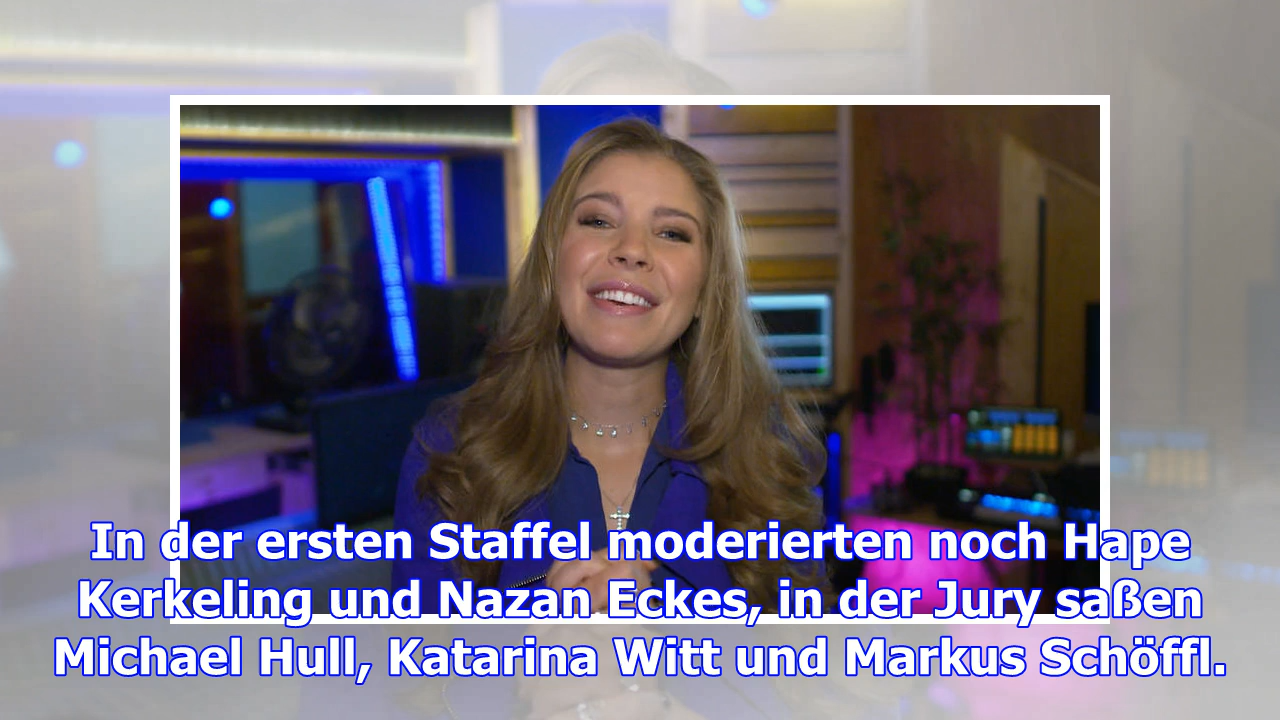 In der ersten Staffel moderierten noch Hape
Kerkeling und Nazan Eckes, in der Jury saßen
Michael Hull, Katarina Witt und Markus Schöffl.